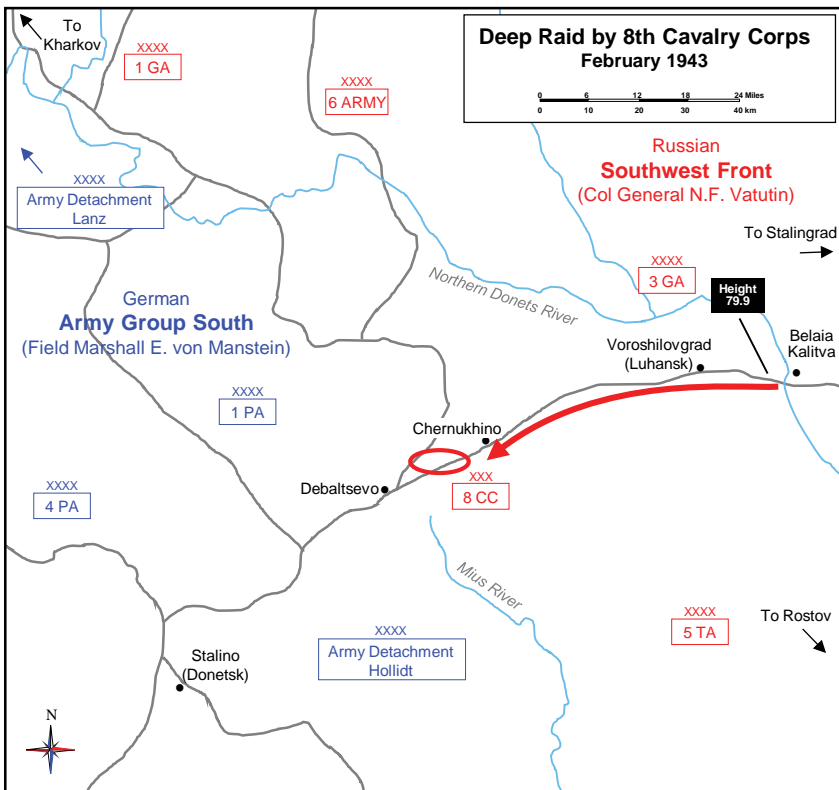 To
Kharkov
XXXX
1 GA
XXXX
6 ARMY
Deep Raid by 8th Cavalry Corps
February 1943
0 6 12 18 24 Miles
0 10 20 30 40 km
Russian
Southwest Front
(Col General N.F. Vatutin)
XXXX
Army Detachment
Lanz
To Stalingrad
XXXX
3 GA
Height
79.9
Northern Donets River
German
Army Group South
(Field Marshall E. von Manstein)
Voroshilovgrad
(Luhansk)
Belaia
Kalitva
XXXX
1 PA
Chernukhino
Debaltsevo
XXX
8 CC
XXXX
4 PA
Mius River
XXXX
5 TA
To Rostov
XXXX
Army Detachment
Hollidt
Stalino
(Donetsk)
N